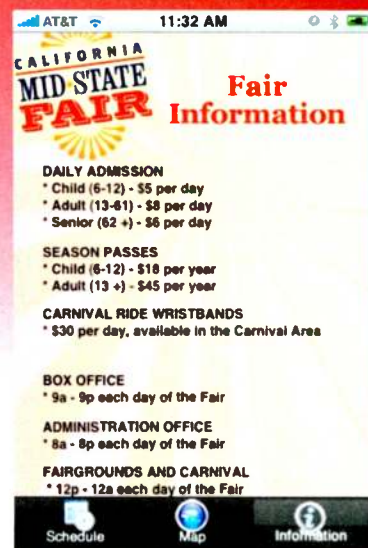 AT&T 11:32 AM
CALIFORNIA
MID STATE
FAIR
Fair
Information
DAILY ADMISSION
* Child (6-12) - $5 per day
* Adult (13-61) - $8 per day
* Senior (62 +) - $6 per day
SEASON PASSES
* Child (6-12) - $18 per year
* Adult (13 +) - $45 per year
CARNIVAL RIDE WRISTBANDS
* $30 per day, available in the Carnival Area
BOX OFFICE
* 9a - 9p each day of the Fair
ADMINISTRATION OFFICE
* 8a - 8p each day of the Fair
FAIRGROUNDS AND CARNIVAL
* 12p - 12a each day of the Fair
Schedule Map Information